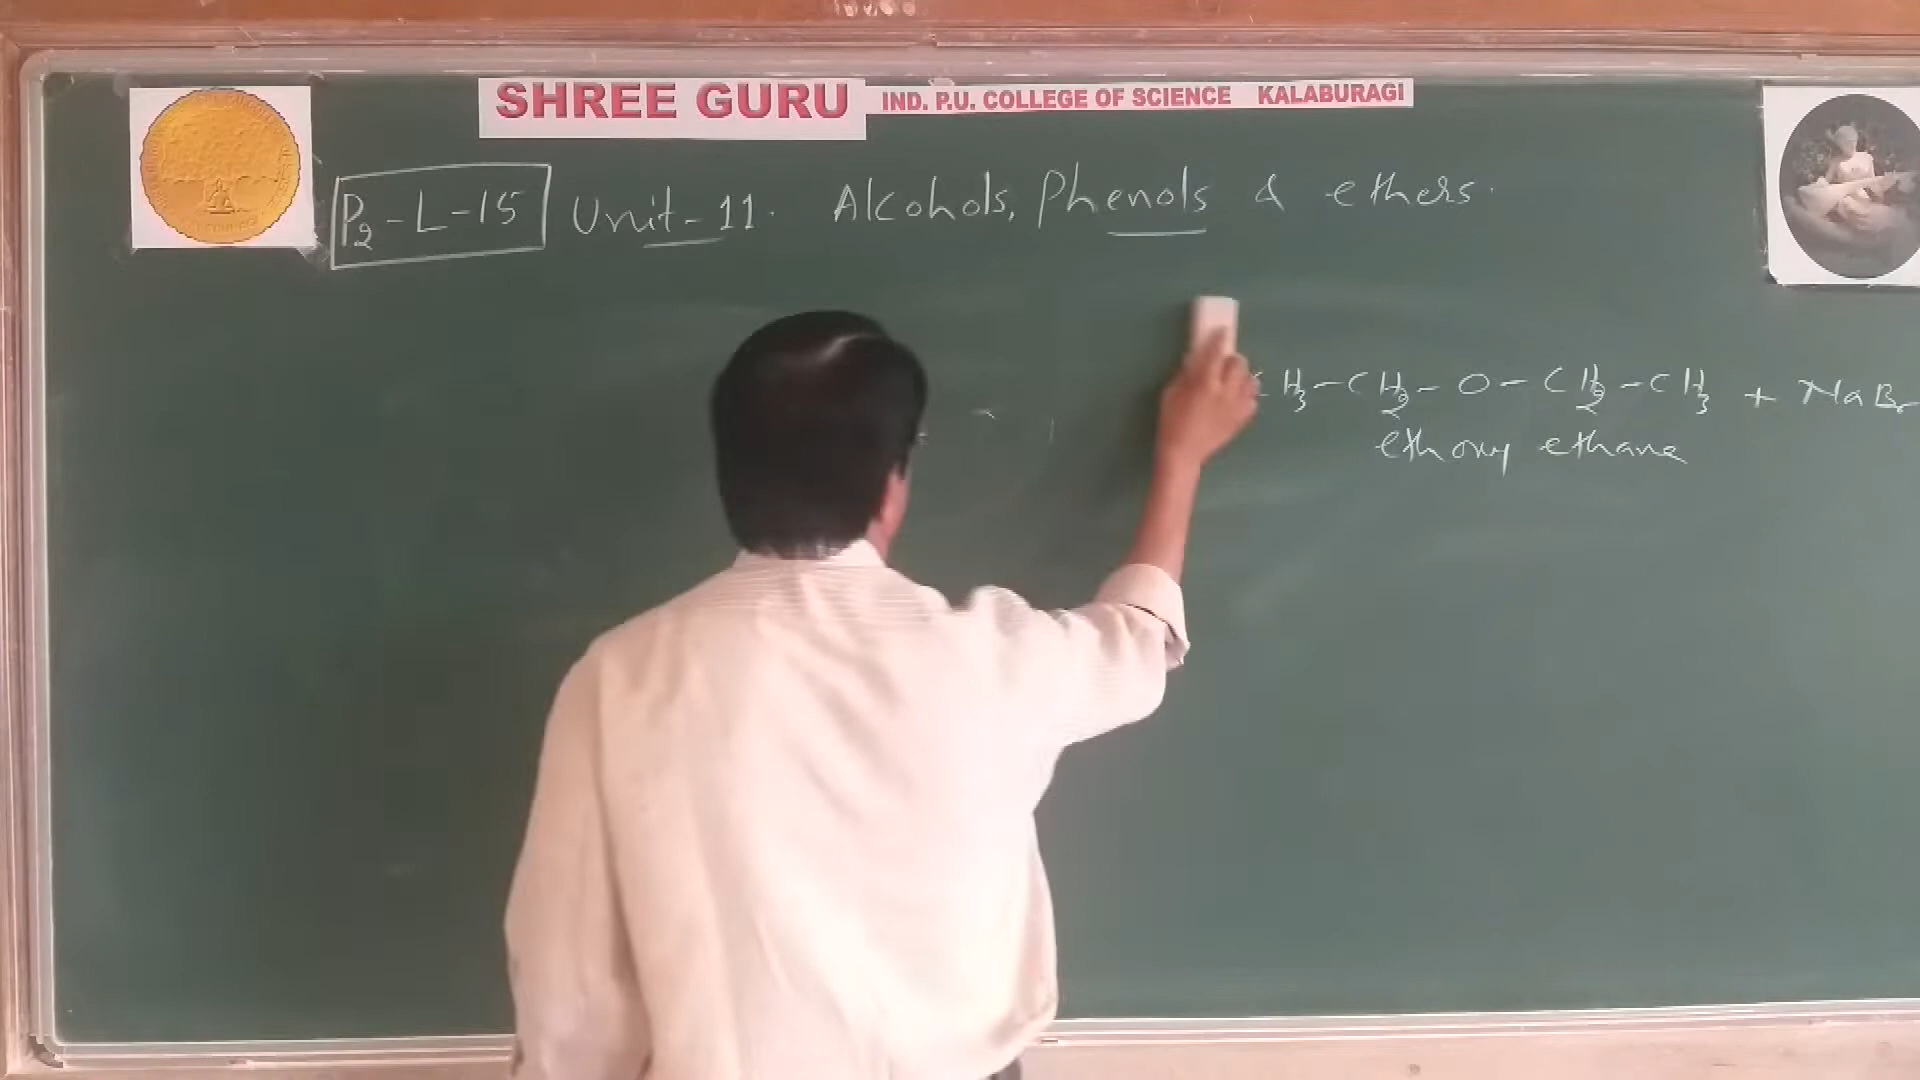 SHREE GURU IND. P.U. COLLEGE OF SCIENCE KALABURAGI
P₂-L-15 Unit-11. Alcohols, Phenols & ethers.
CH₃-CH₂-O-CH₂-CH₃ + NaBr
ethoxy ethane